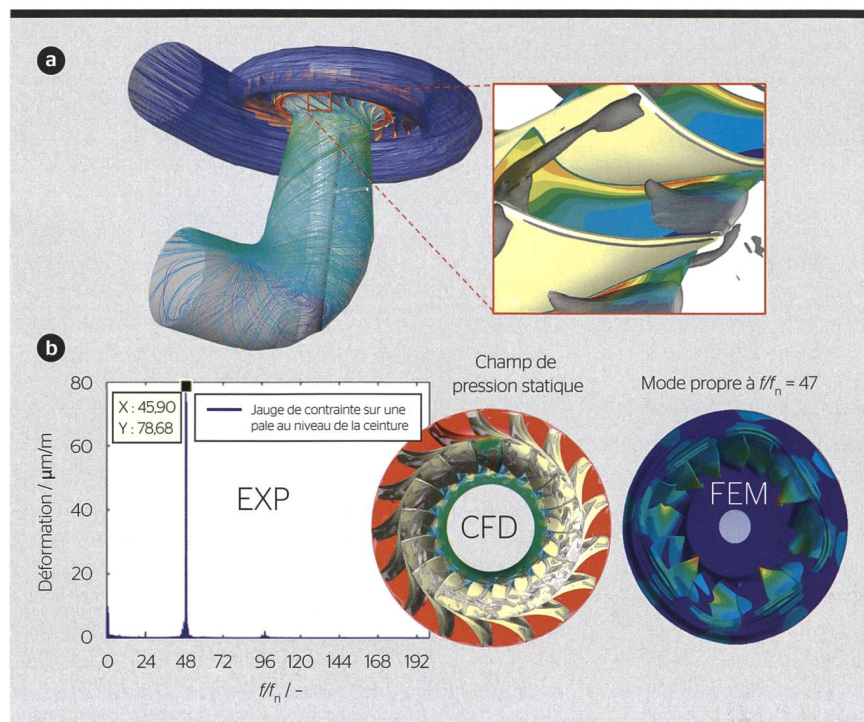 a
b
Champ de
pression statique
Mode propre à f/fn = 47
80
60
40
20
0
Déformation / μm/m
X : 45,90
Y : 78,68
Jauge de contrainte sur une
pale au niveau de la ceinture
EXP
CFD
FEM
0 24 48 72 96 120 144 168 192
f/fn / –